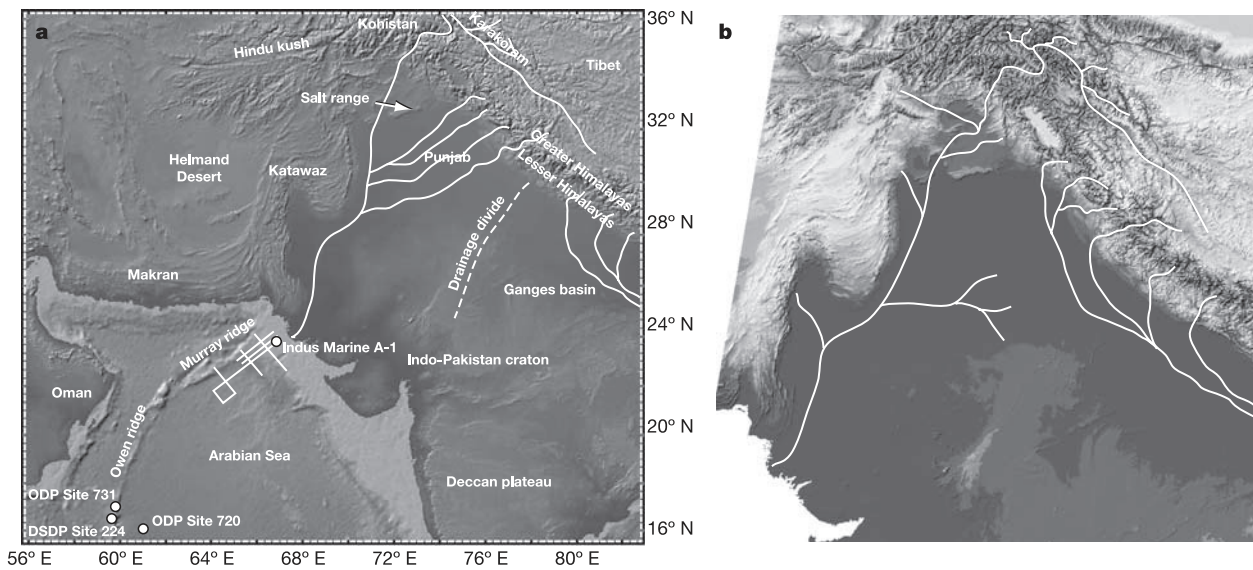 a
Kohistan
Karakoram
Hindu kush
Tibet
Salt range
Helmand
Desert
Katawaz
Punjab
Greater Himalayas
Lesser Himalayas
Drainage divide
Makran
Ganges basin
Murray ridge
Indus Marine A-1
Indo-Pakistan craton
Oman
Owen ridge
Arabian Sea
Deccan plateau
ODP Site 731
DSDP Site 224
ODP Site 720
36° N
32° N
28° N
24° N
20° N
16° N
56° E
60° E
64° E
68° E
72° E
76° E
80° E
b